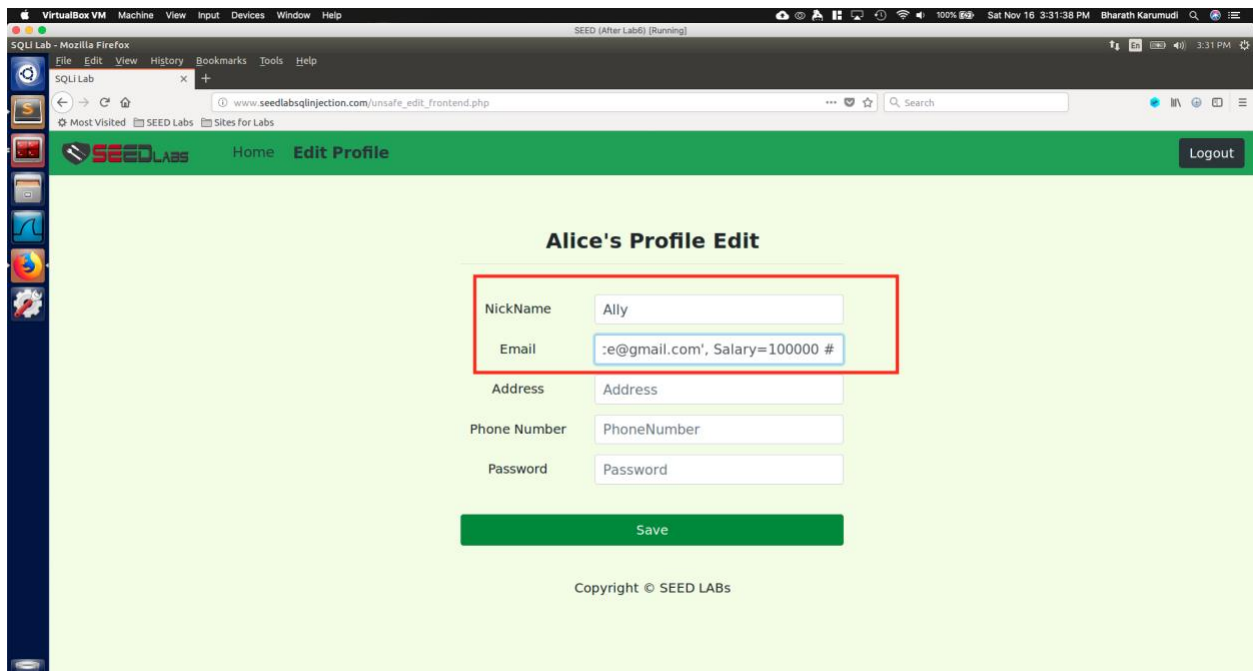 VirtualBox VM Machine View Input Devices Window Help 100% Sat Nov 16 3:31:38 PM Bharath Karumudi
SEED (After Lab6) [Running]
SQLi Lab - Mozilla Firefox En 3:31 PM
File Edit View History Bookmarks Tools Help
SQLi Lab × +
www.seedlabsqlinjection.com/unsafe_edit_frontend.php ... Search
Most Visited SEED Labs Sites for Labs
SEEDLABS Home Edit Profile Logout
Alice's Profile Edit
NickName Ally
Email e@gmail.com', Salary=100000 #
Address Address
Phone Number PhoneNumber
Password Password
Save
Copyright © SEED LABs